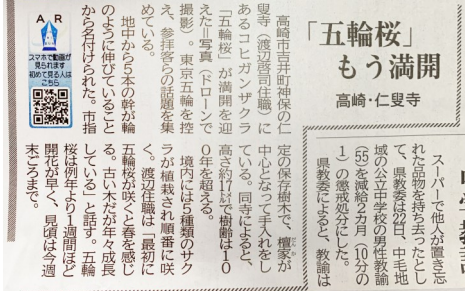 「五輪桜」
もう満開
高崎・仁叟寺
高崎市吉井町神保の仁
叟寺(渡辺啓司住職)に
あるコヒガンザクラ
「五輪桜」が満開を迎
えた=写真(ドローンで
撮影)。東京五輪を控
え、参拝客らの話題を集
めている。
地中から5本の幹が輪
のように伸びていること
から名付けられた。市指
定の保存樹木で、檀家が
中心となって手入れをし
ている。同寺によると、
高さ約17㍍で樹齢は10
0年を超える。
境内には5種類のサク
ラが植栽され順番に咲
く。渡辺住職は「最初に
五輪桜が咲くと春を感じ
る。古い木だが年々成長
している」と話す。五輪
桜は例年より1週間ほど
開花が早く、見頃は今週
末ごろまで。
AR
スマホで動画が
見られます
初めて見る人は
こちら
スーパーで他人が置き忘
れた品物を持ち去ったとし
て、県教委は22日、中毛地
域の公立中学校の男性教諭
(55)を減給2カ月(10分の
1)の懲戒処分にした。
県教委によると、教諭は